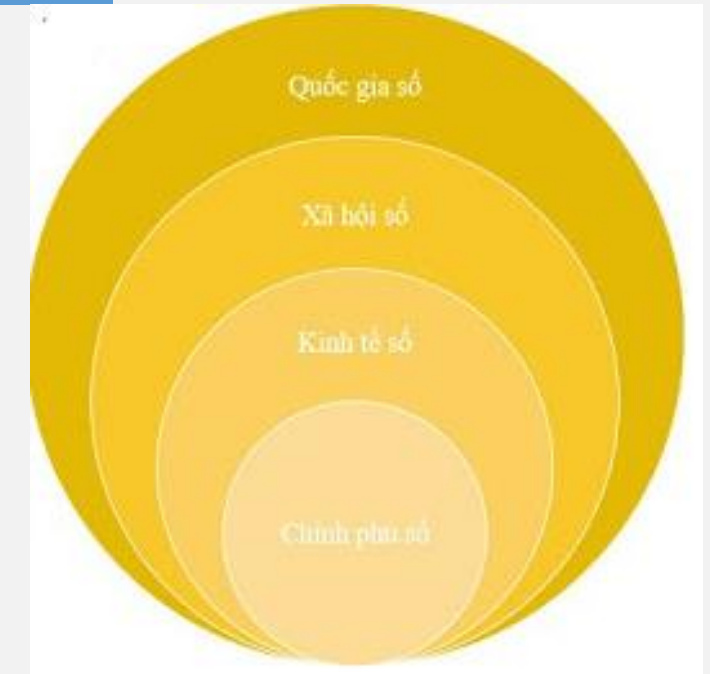 Quốc gia số
Xã hội số
Kinh tế số
Chính phủ số